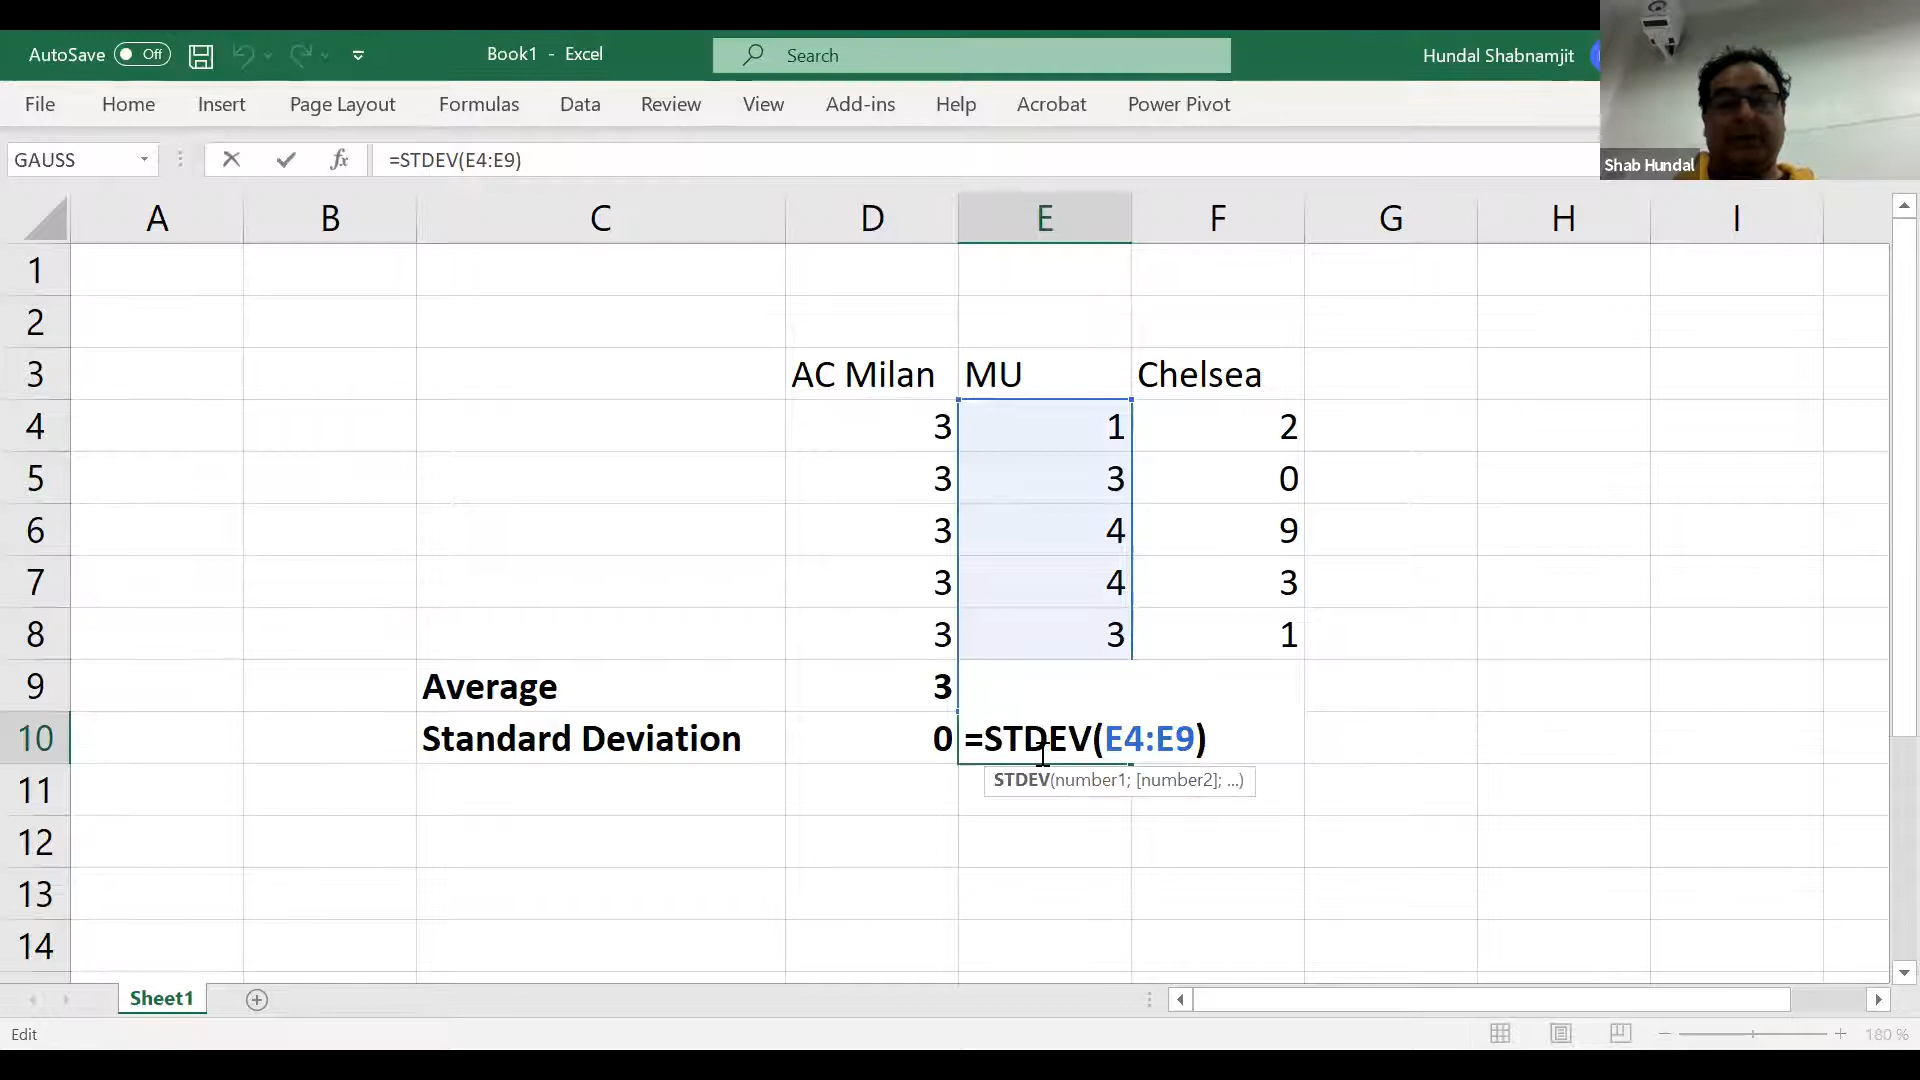 AutoSave Off Book1 - Excel Search Hundal Shabnamjit
File Home Insert Page Layout Formulas Data Review View Add-ins Help Acrobat Power Pivot
Shab Hundal
GAUSS fx =STDEV(E4:E9)
A B C D E F G H I
1
2
3 AC Milan MU Chelsea
4 3 1 2
5 3 3 0
6 3 4 9
7 3 4 3
8 3 3 1
9 Average 3
10 Standard Deviation 0 =STDEV(E4:E9)
11 STDEV(number1; [number2]; ...)
12
13
14
Sheet1
Edit 180 %